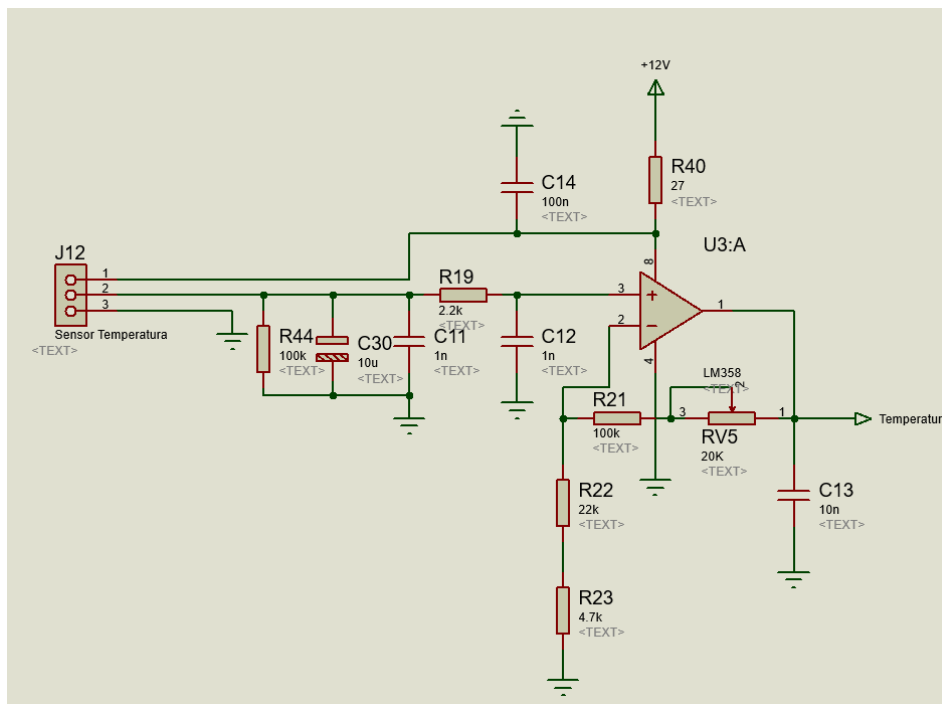 +12V
R40
27
<TEXT>
C14
100n
<TEXT>
U3:A
8
J12
1
2
3
Sensor Temperatura
<TEXT>
R19
2.2k
<TEXT>
3
2
1
4
R44
100k
<TEXT>
C30
10u
<TEXT>
C11
1n
<TEXT>
C12
1n
<TEXT>
LM358
<TEXT>
2
R21
100k
<TEXT>
3
1
RV5
20K
<TEXT>
Temperatur
R22
22k
<TEXT>
C13
10n
<TEXT>
R23
4.7k
<TEXT>